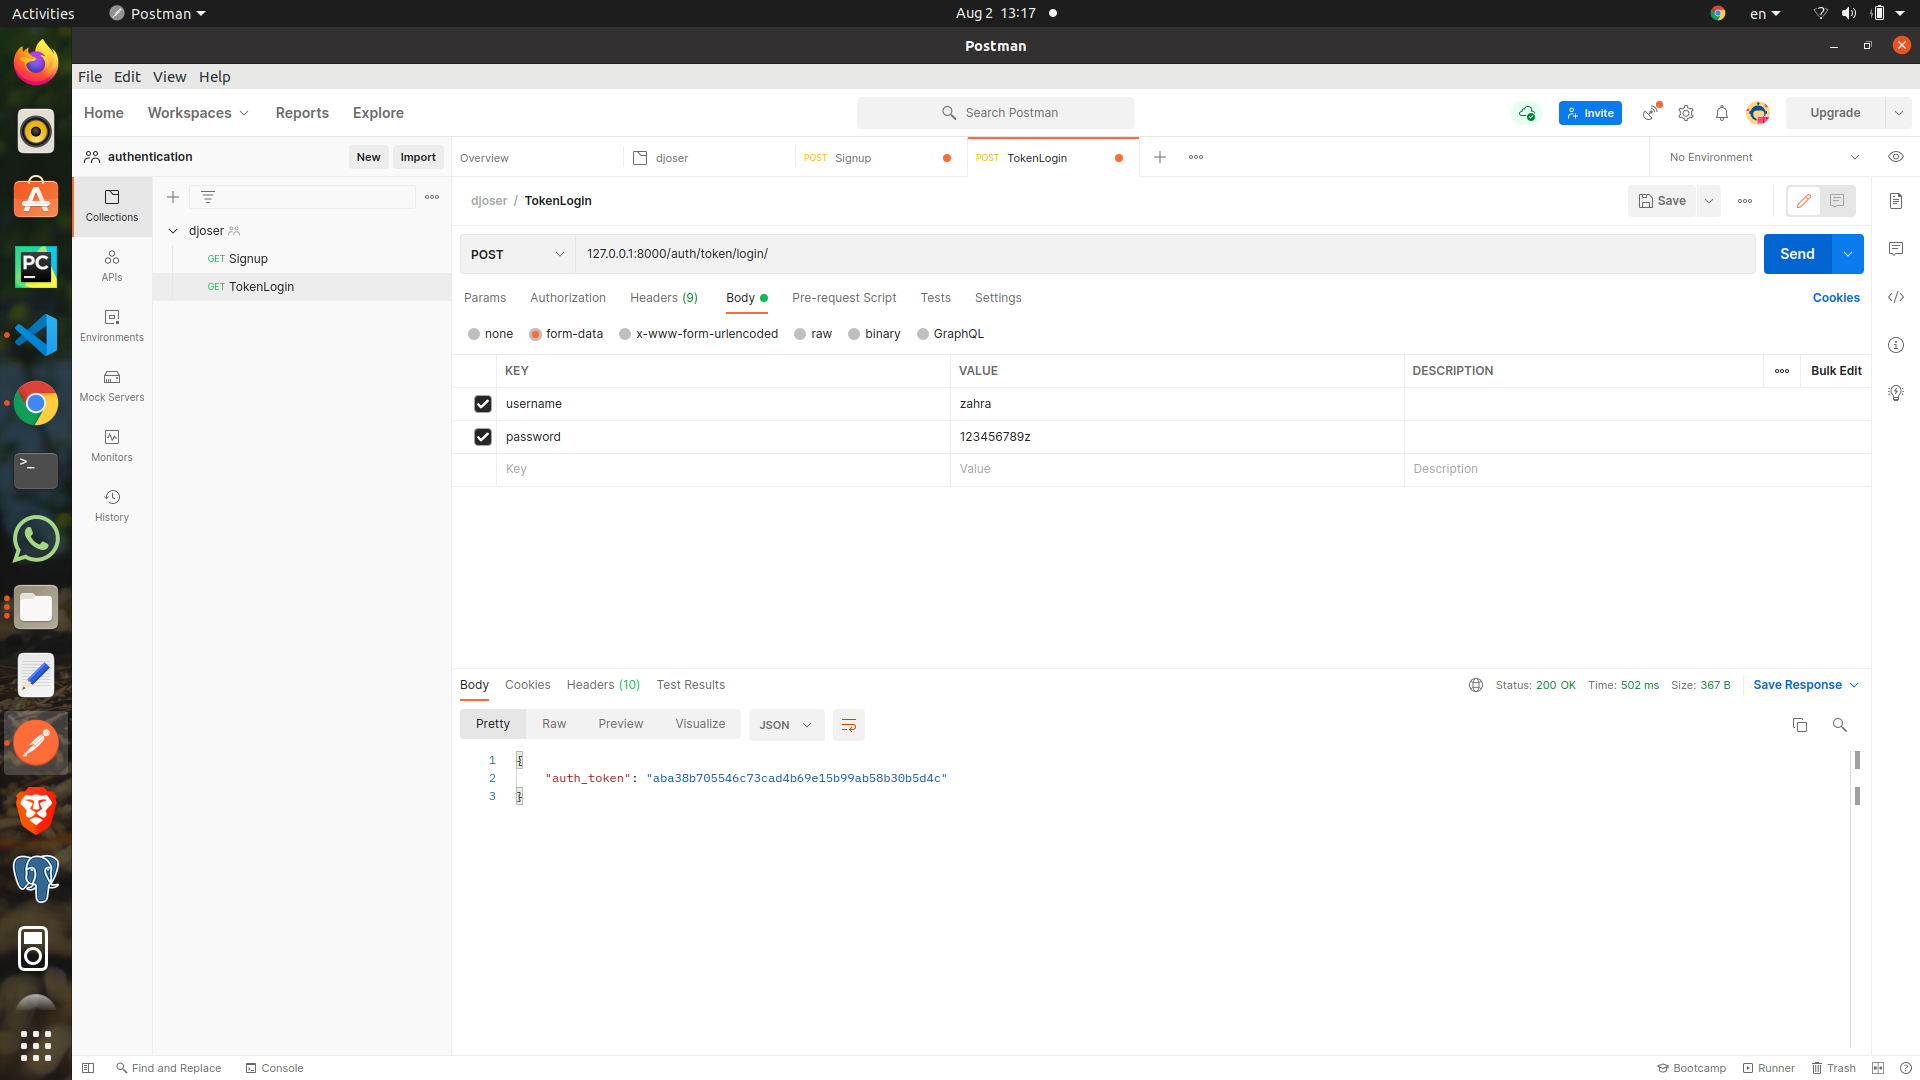 Activities Postman Aug 2 13:17 en
Postman
File Edit View Help
Home Workspaces Reports Explore Search Postman Invite Upgrade
authentication New Import Overview djoser POST Signup POST TokenLogin No Environment
Collections
APIs
Environments
Mock Servers
Monitors
History
djoser
GET Signup
GET TokenLogin
djoser / TokenLogin Save
POST 127.0.0.1:8000/auth/token/login/ Send
Params Authorization Headers (9) Body Pre-request Script Tests Settings Cookies
none form-data x-www-form-urlencoded raw binary GraphQL
KEY VALUE DESCRIPTION Bulk Edit
username zahra
password 123456789z
Key Value Description
Body Cookies Headers (10) Test Results Status: 200 OK Time: 502 ms Size: 367 B Save Response
Pretty Raw Preview Visualize JSON
1 {
2 "auth_token": "aba38b705546c73cad4b69e15b99ab58b30b5d4c"
3 }
Find and Replace Console Bootcamp Runner Trash
PC